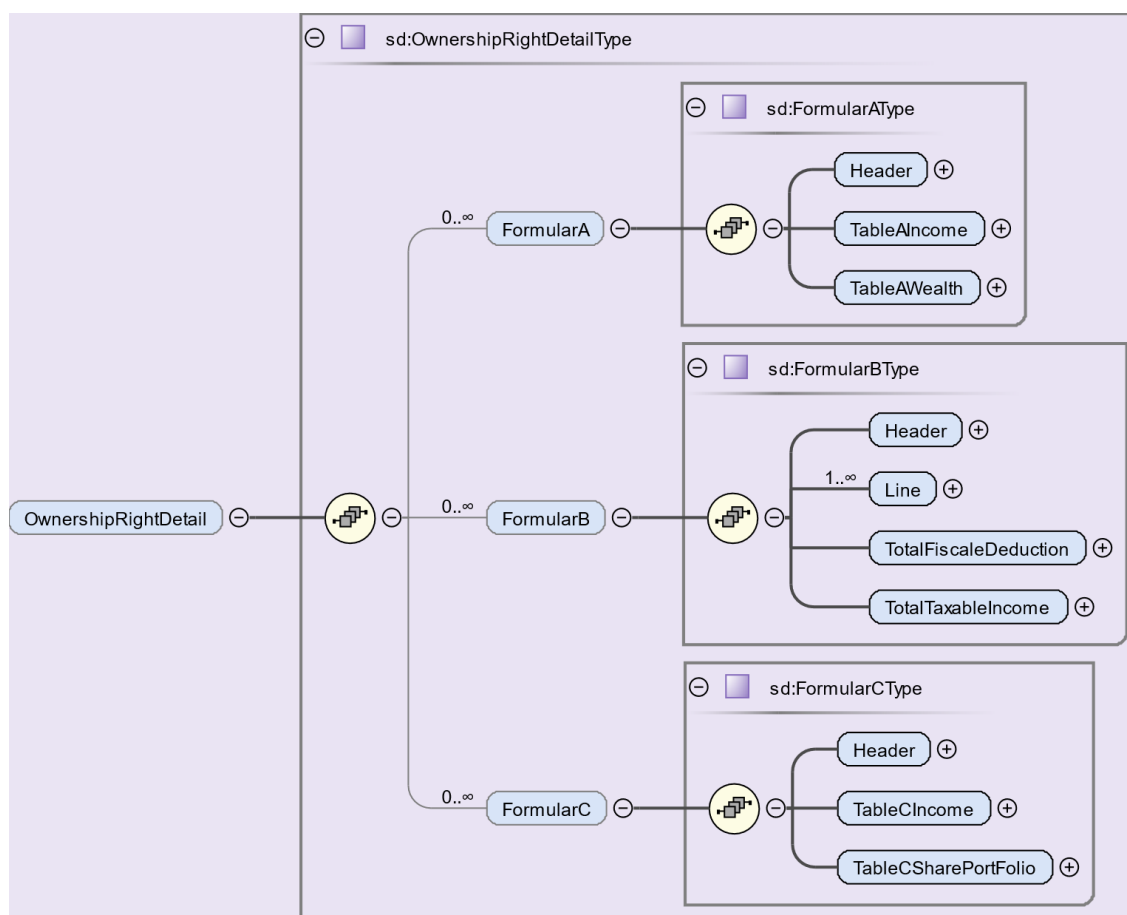 sd:OwnershipRightDetailType
sd:FormularAType
Header
0..∞
FormularA
TableAIncome
TableAWealth
sd:FormularBType
Header
1..∞
Line
OwnershipRightDetail
0..∞
FormularB
TotalFiscaleDeduction
TotalTaxableIncome
sd:FormularCType
Header
0..∞
FormularC
TableCIncome
TableCSharePortFolio